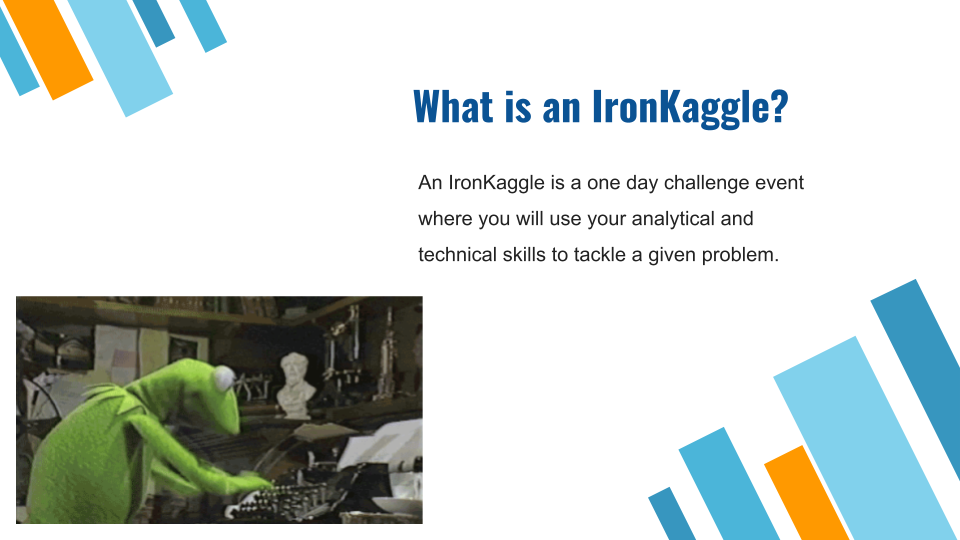 What is an IronKaggle?
An IronKaggle is a one day challenge event
where you will use your analytical and
technical skills to tackle a given problem.